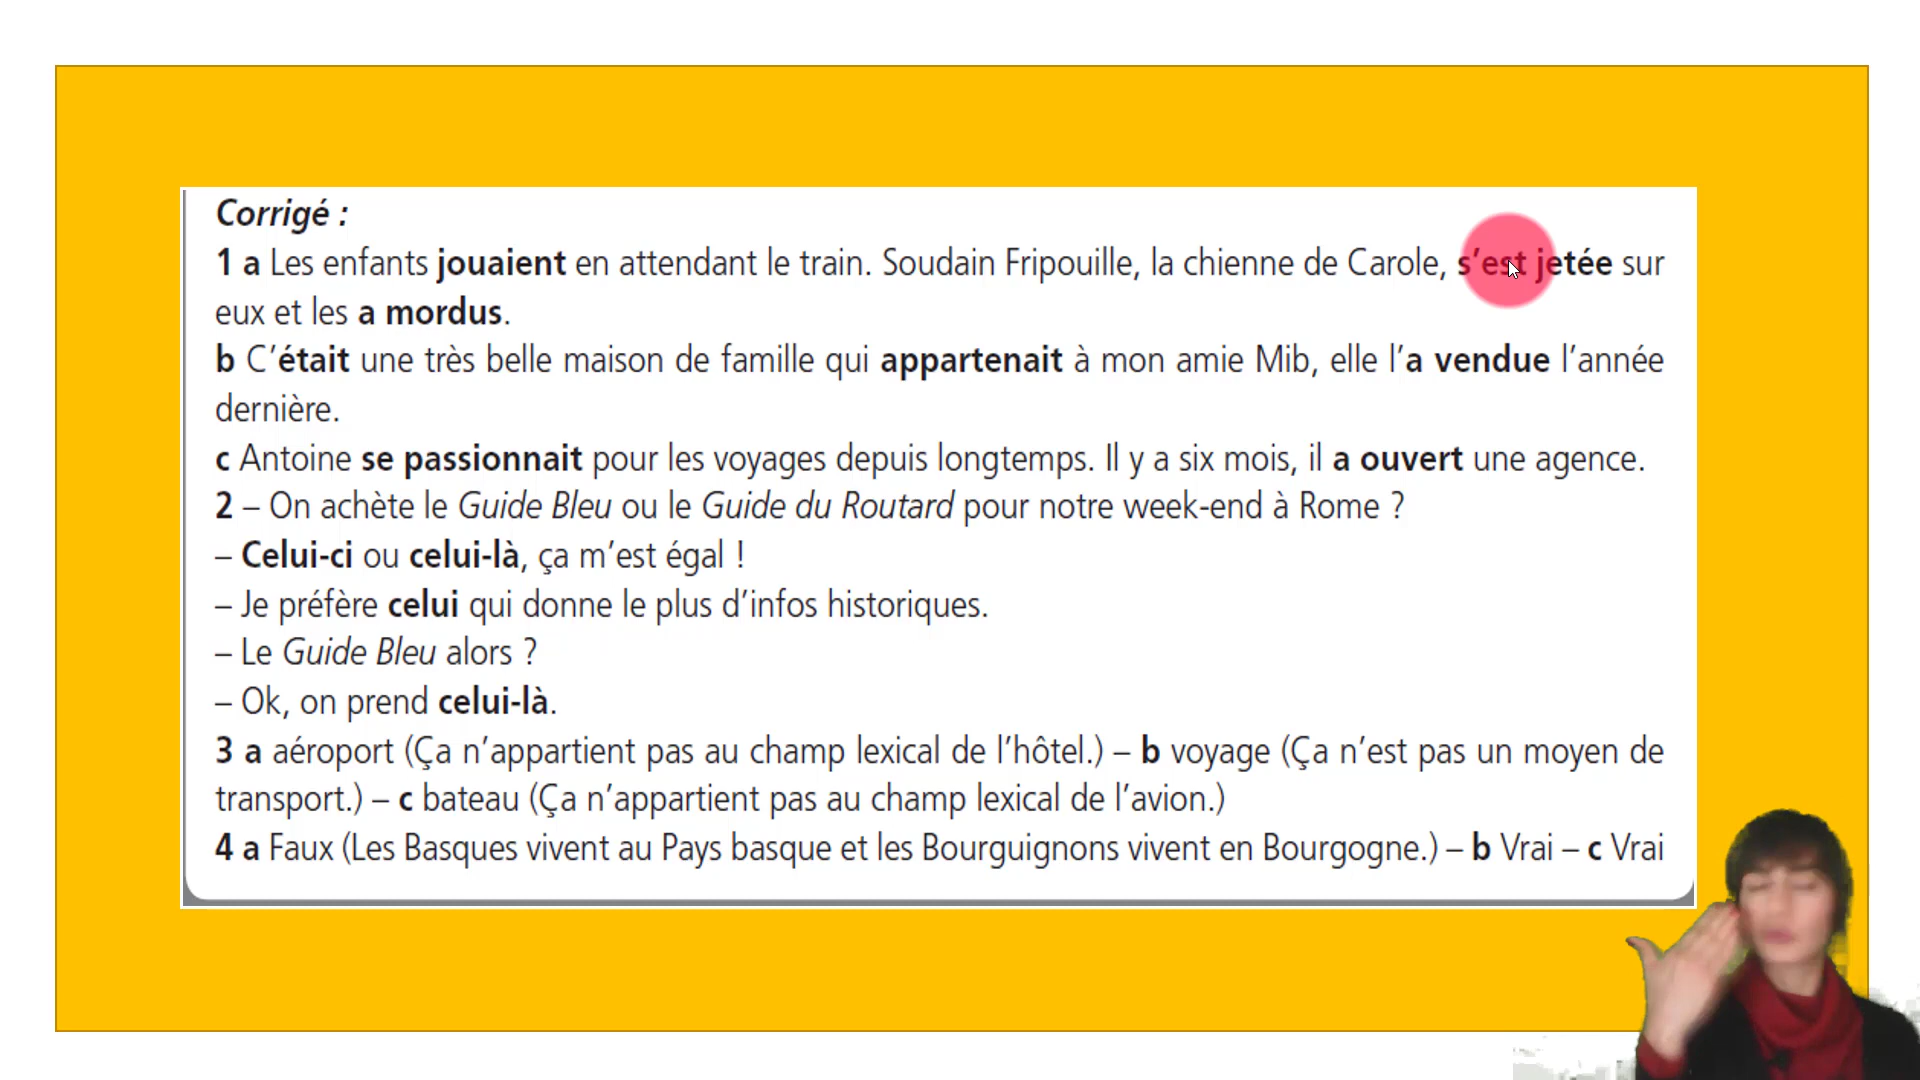 Corrigé :
1 a Les enfants jouaient en attendant le train. Soudain Fripouille, la chienne de Carole, s’est jetée sur
eux et les a mordus.
b C’était une très belle maison de famille qui appartenait à mon amie Mib, elle l’a vendue l’année
dernière.
c Antoine se passionnait pour les voyages depuis longtemps. Il y a six mois, il a ouvert une agence.
2 – On achète le Guide Bleu ou le Guide du Routard pour notre week-end à Rome ?
– Celui-ci ou celui-là, ça m’est égal !
– Je préfère celui qui donne le plus d’infos historiques.
– Le Guide Bleu alors ?
– Ok, on prend celui-là.
3 a aéroport (Ça n’appartient pas au champ lexical de l’hôtel.) – b voyage (Ça n’est pas un moyen de
transport.) – c bateau (Ça n’appartient pas au champ lexical de l’avion.)
4 a Faux (Les Basques vivent au Pays basque et les Bourguignons vivent en Bourgogne.) – b Vrai – c Vrai